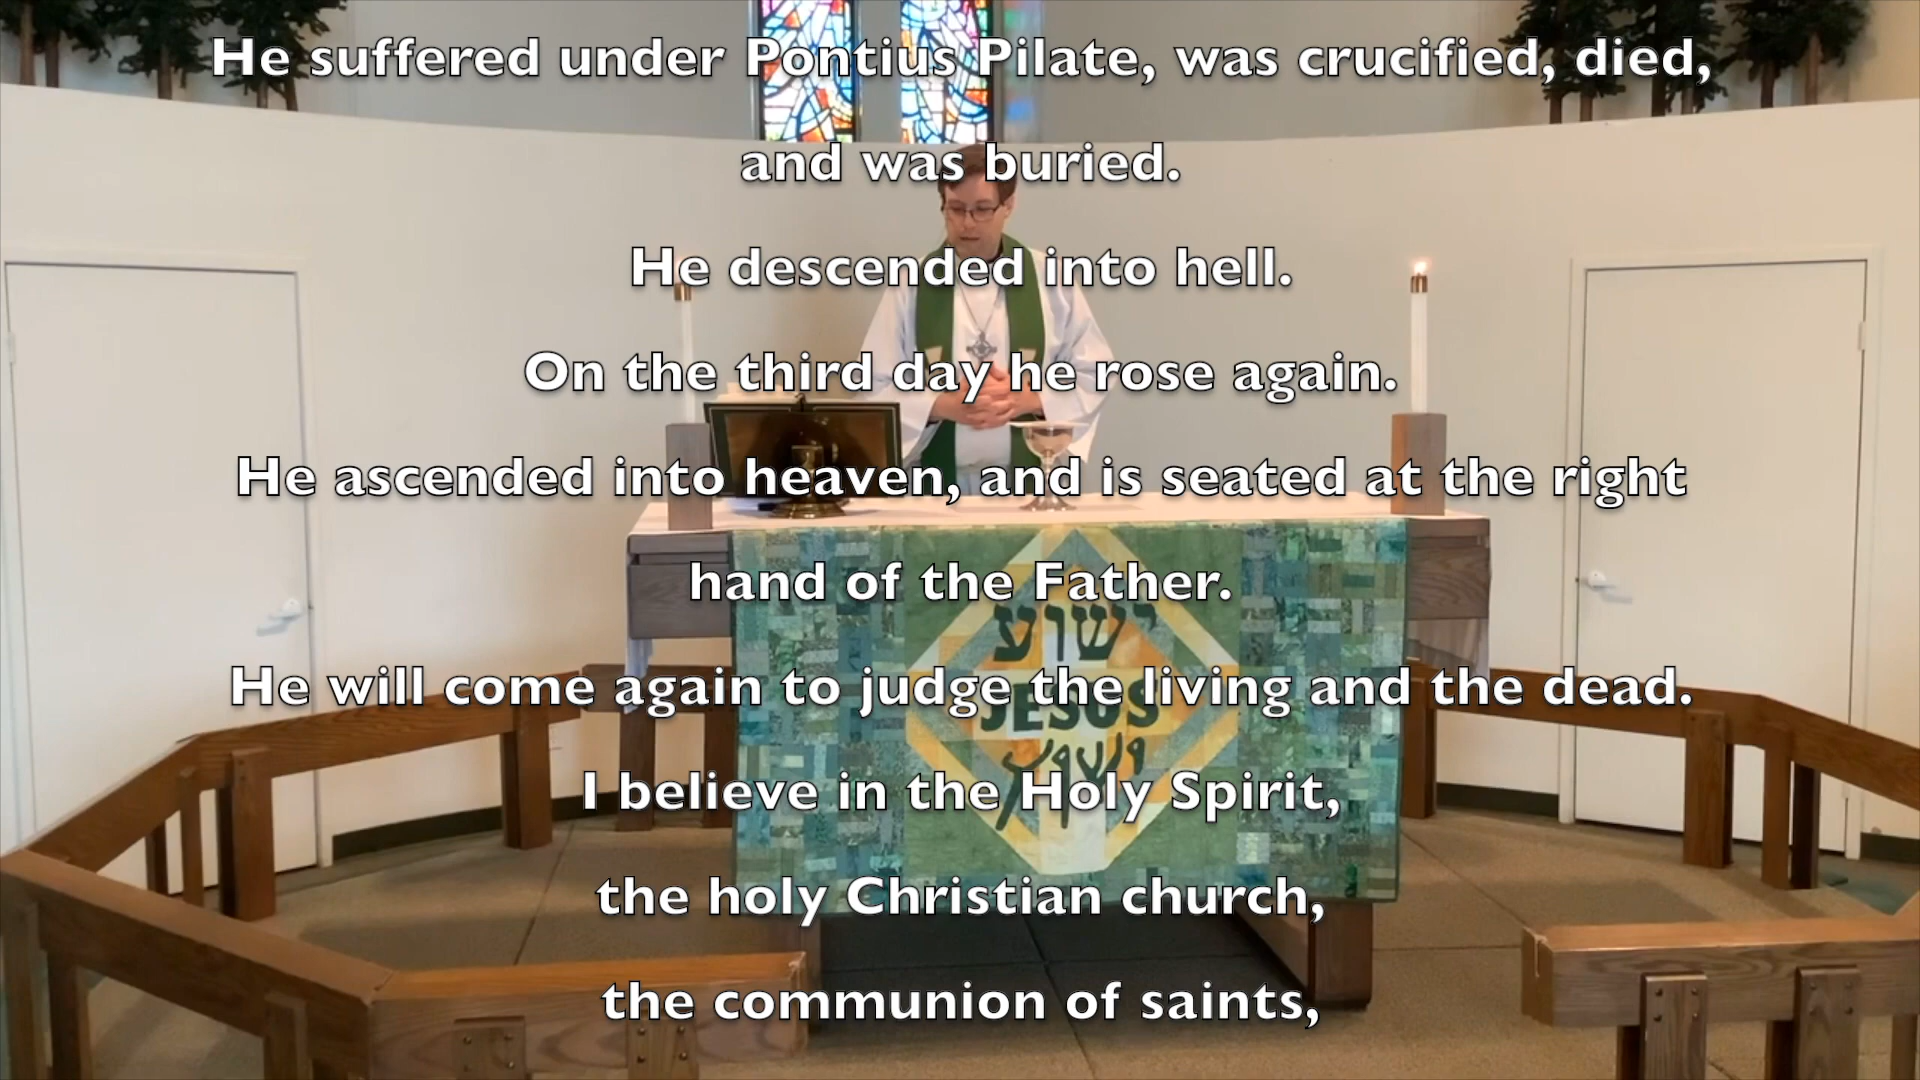 He suffered under Pontius Pilate, was crucified, died,
and was buried.
He descended into hell.
On the third day he rose again.
He ascended into heaven, and is seated at the right
hand of the Father.
ישוע
He will come again to judge the living and the dead.
JESUS
I believe in the Holy Spirit,
the holy Christian church,
the communion of saints,